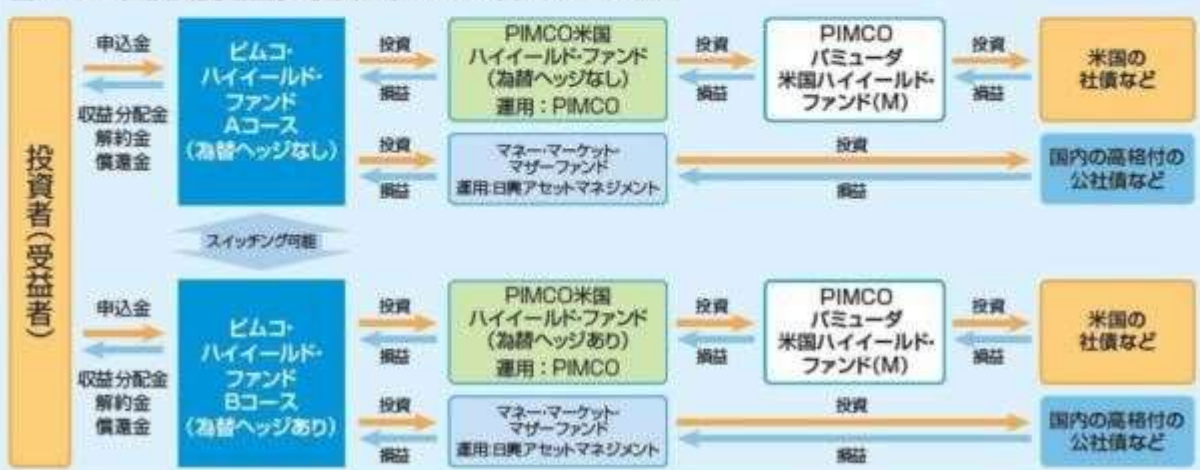 投資者(受益者)
申込金
収益分配金
解約金
償還金
ピムコ・
ハイイールド・
ファンド
Aコース
(為替ヘッジなし)
投資
損益
PIMCO米国
ハイイールド・ファンド
(為替ヘッジなし)
運用:PIMCO
投資
損益
PIMCO
バミューダ
米国ハイイールド・
ファンド(M)
投資
損益
米国の
社債など
投資
損益
マネー・マーケット・
マザーファンド
運用:日興アセットマネジメント
投資
損益
国内の高格付の
公社債など
スイッチング可能
申込金
収益分配金
解約金
償還金
ピムコ・
ハイイールド・
ファンド
Bコース
(為替ヘッジあり)
投資
損益
PIMCO米国
ハイイールド・ファンド
(為替ヘッジあり)
運用:PIMCO
投資
損益
PIMCO
バミューダ
米国ハイイールド・
ファンド(M)
投資
損益
米国の
社債など
投資
損益
マネー・マーケット・
マザーファンド
運用:日興アセットマネジメント
投資
損益
国内の高格付の
公社債など